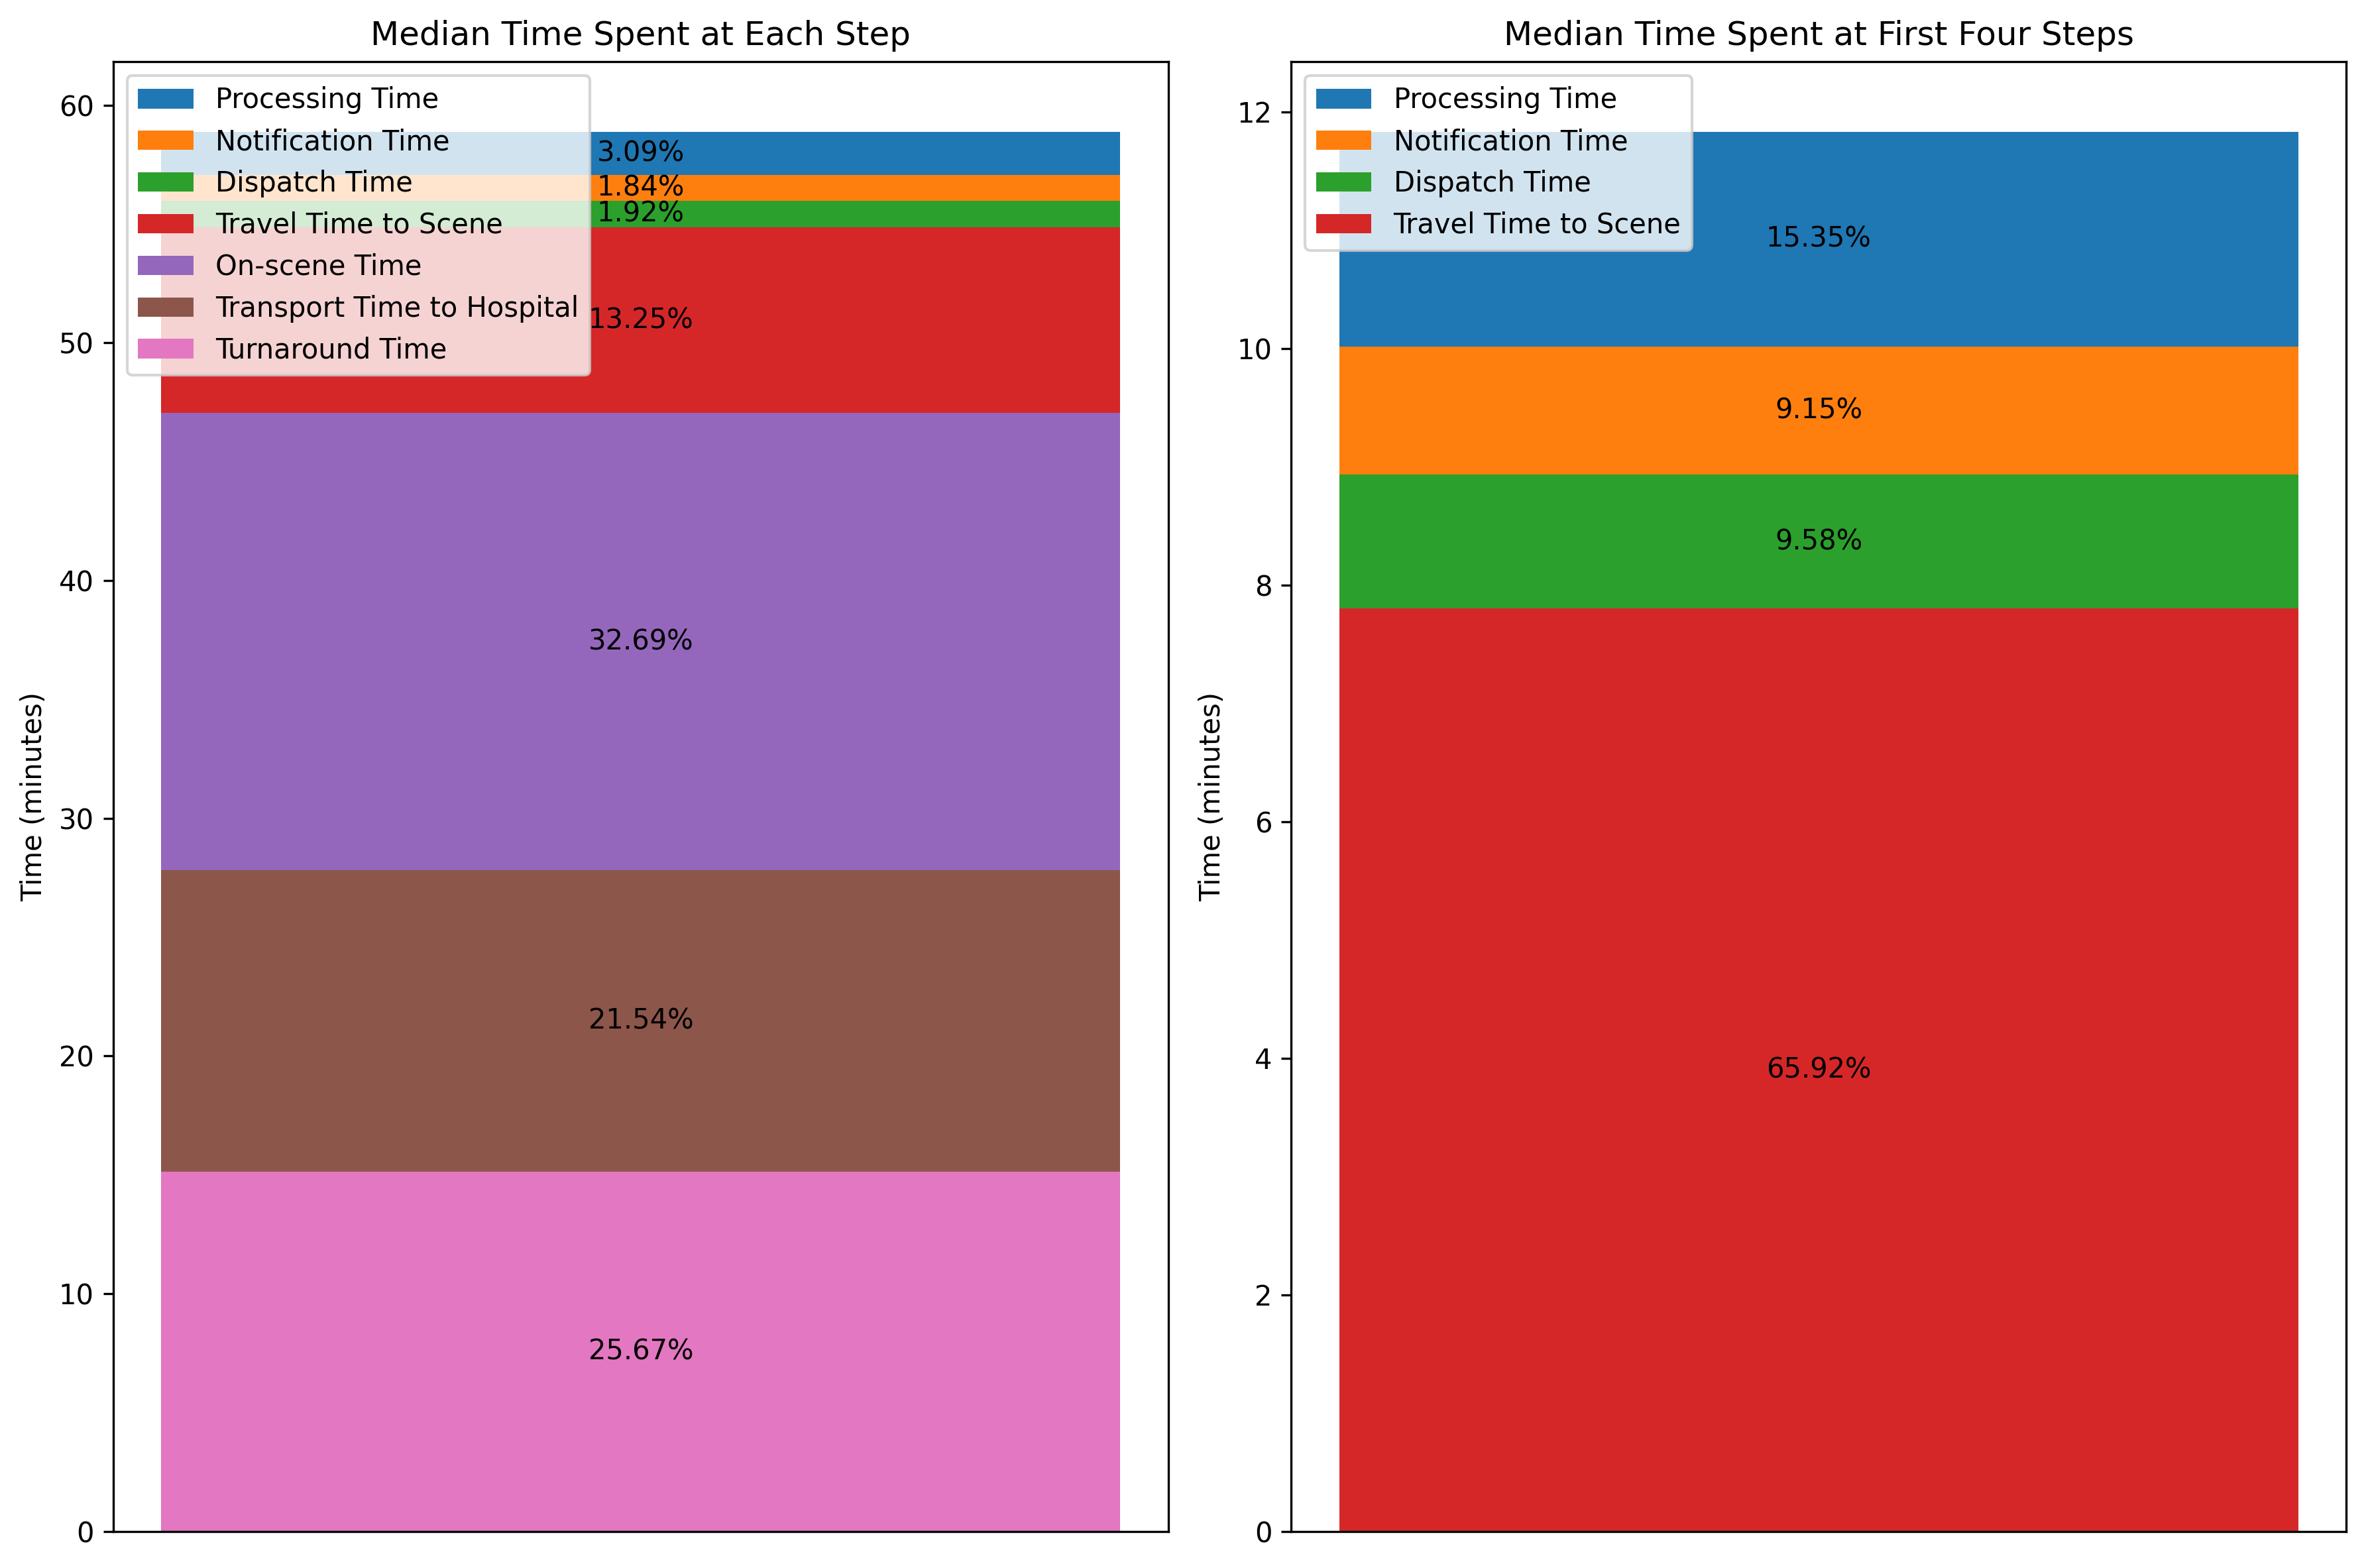 Median Time Spent at Each Step
Processing Time
Notification Time
Dispatch Time
Travel Time to Scene
On-scene Time
Transport Time to Hospital
Turnaround Time
3.09%
1.84%
1.92%
13.25%
32.69%
21.54%
25.67%
60
50
40
30
20
10
0
Time (minutes)
Median Time Spent at First Four Steps
Processing Time
Notification Time
Dispatch Time
Travel Time to Scene
15.35%
9.15%
9.58%
65.92%
12
10
8
6
4
2
0
Time (minutes)